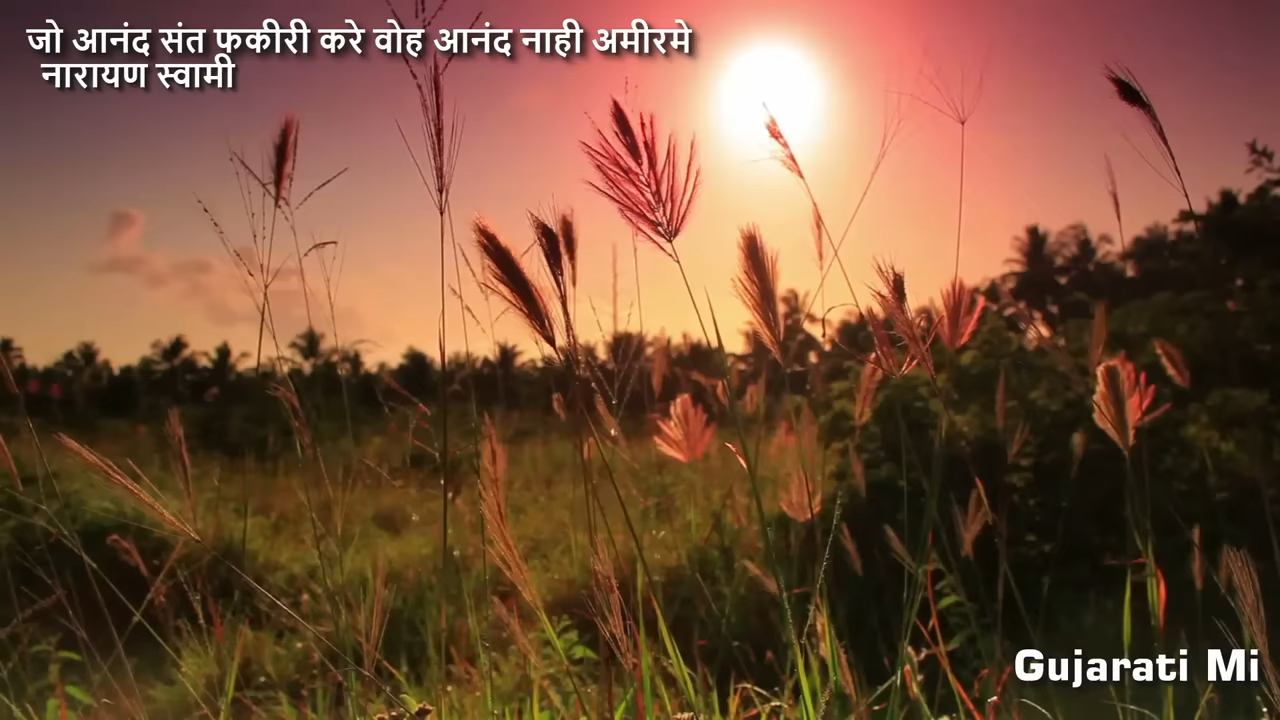 जो आनंद संत फकीरी करे वोह आनंद नाही अमीरमे
नारायण स्वामी
Gujarati Mi